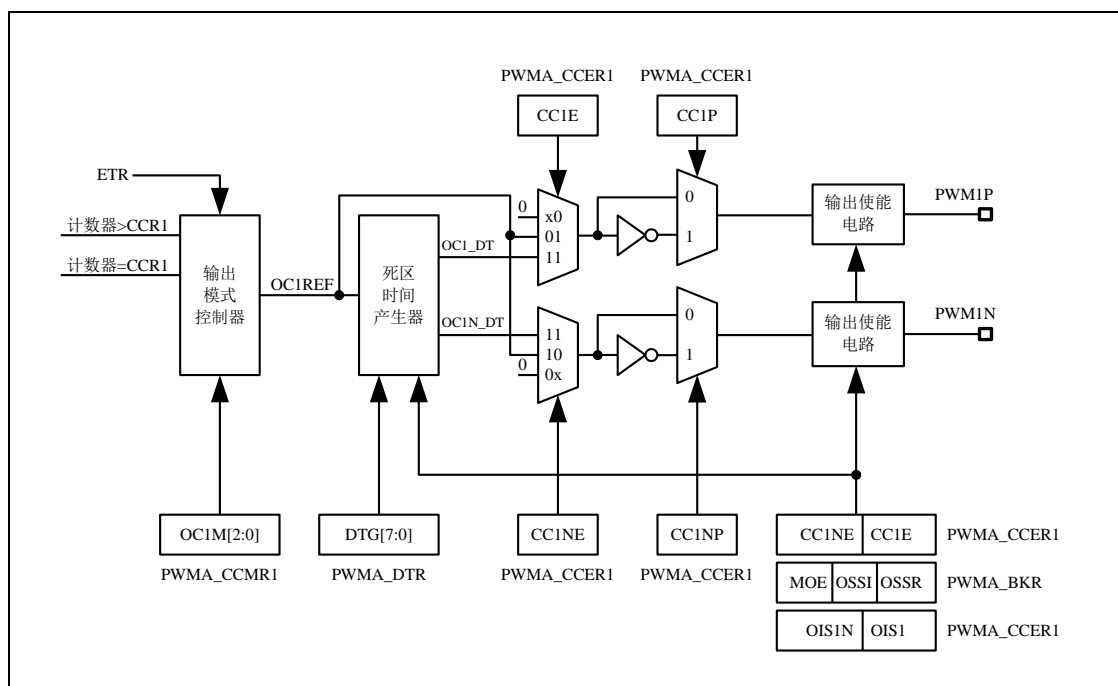 PWMA_CCER1 PWMA_CCER1
CC1E CC1P
ETR
计数器>CCR1
计数器=CCR1
输出
模式
控制器
OC1REF
死区
时间
产生器
OC1_DT
OC1N_DT
0
x0
01
11
11
10
0x
0
0
1
0
1
输出使能
电路
PWM1P
输出使能
电路
PWM1N
OC1M[2:0] DTG[7:0] CC1NE CC1NP
PWMA_CCMR1 PWMA_DTR PWMA_CCER1 PWMA_CCER1
CC1NE CC1E PWMA_CCER1
MOE OSSI OSSR PWMA_BKR
OIS1N OIS1 PWMA_CCER1